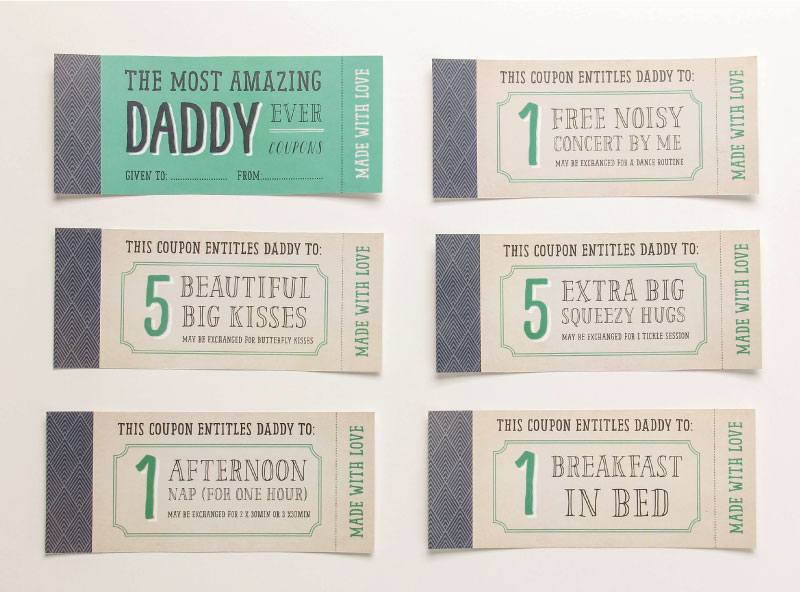 THE MOST AMAZING
DADDY EVER
COUPONS
GIVEN TO: ........................ FROM: ...........................
MADE WITH LOVE
THIS COUPON ENTITLES DADDY TO:
1 FREE NOISY
CONCERT BY ME
MAY BE EXCHANGED FOR A DANCE ROUTINE
MADE WITH LOVE
THIS COUPON ENTITLES DADDY TO:
5 BEAUTIFUL
BIG KISSES
MAY BE EXCHANGED FOR BUTTERFLY KISSES
MADE WITH LOVE
THIS COUPON ENTITLES DADDY TO:
5 EXTRA BIG
SQUEEZY HUGS
MAY BE EXCHANGED FOR 1 TICKLE SESSION
MADE WITH LOVE
THIS COUPON ENTITLES DADDY TO:
1 AFTERNOON
NAP (FOR ONE HOUR)
MAY BE EXCHANGED FOR 2 X 30MIN OR 3 X30MIN
MADE WITH LOVE
THIS COUPON ENTITLES DADDY TO:
1 BREAKFAST
IN BED
MADE WITH LOVE